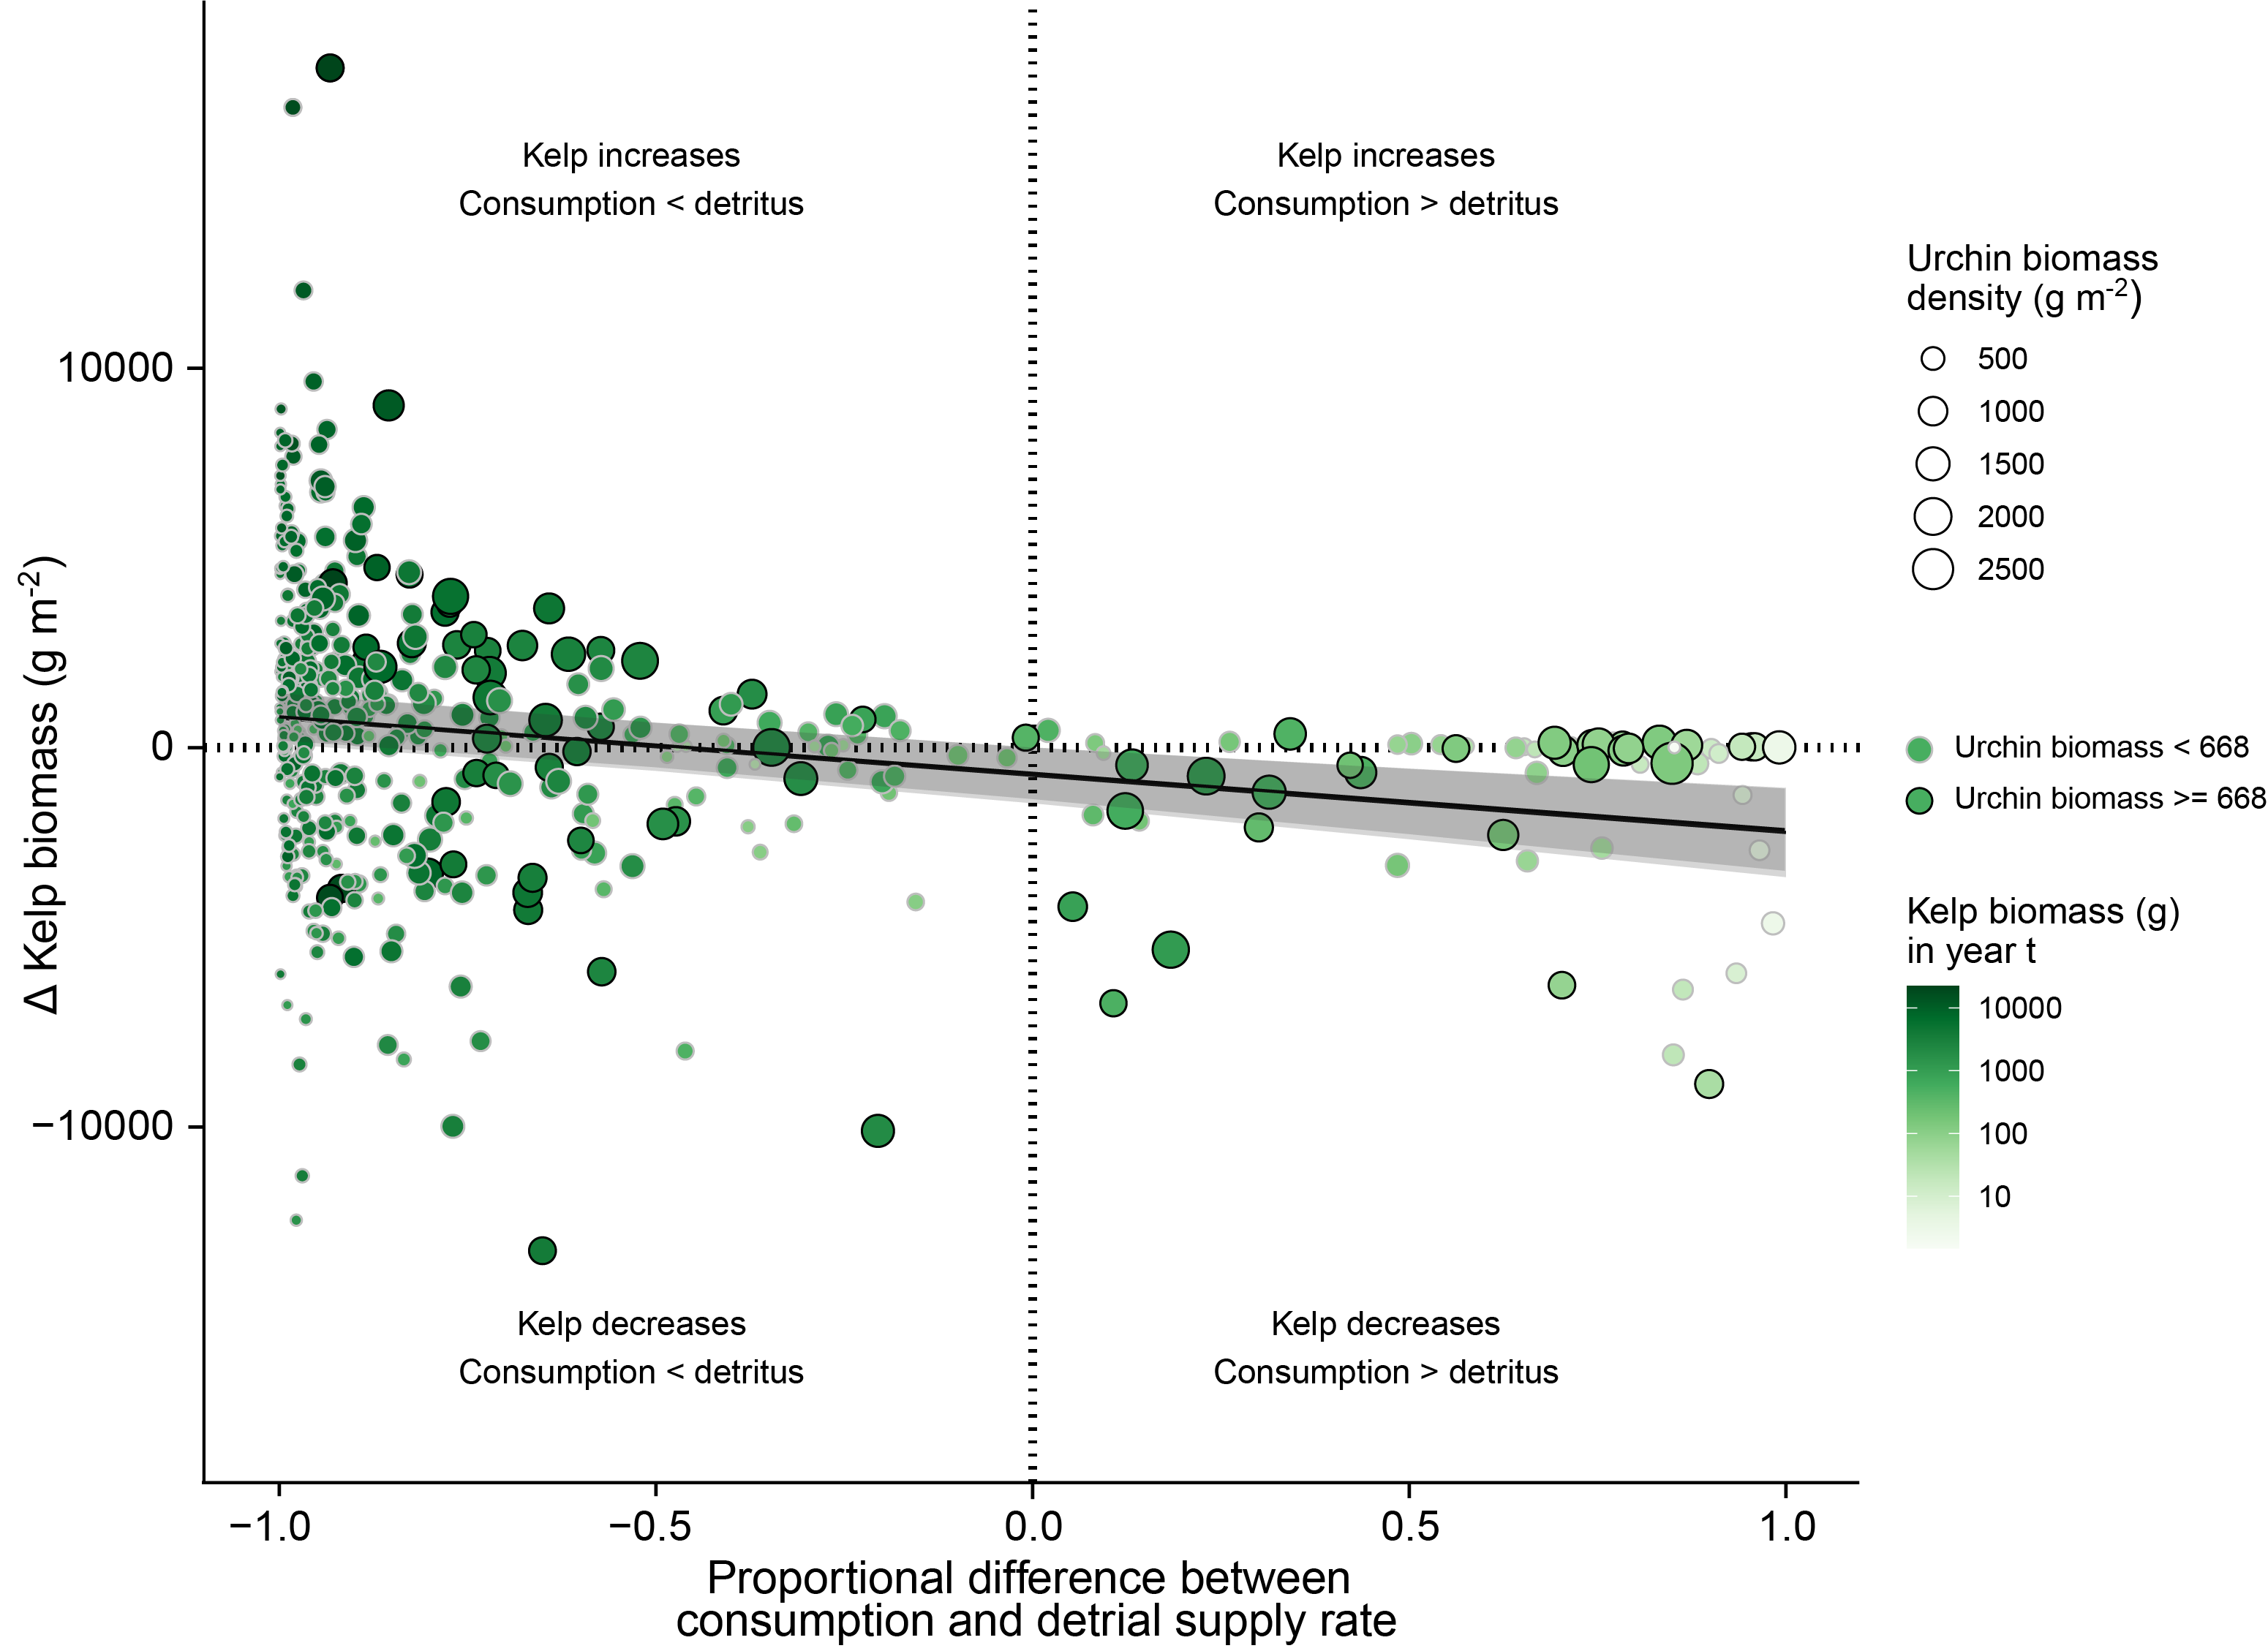 Kelp increases
Consumption < detritus
Kelp increases
Consumption > detritus
Kelp decreases
Consumption < detritus
Kelp decreases
Consumption > detritus
Δ Kelp biomass (g m-2)
10000
0
−10000
−1.0
−0.5
0.0
0.5
1.0
Proportional difference between
consumption and detrial supply rate
Urchin biomass
density (g m-2)
500
1000
1500
2000
2500
Urchin biomass < 668
Urchin biomass >= 668
Kelp biomass (g)
in year t
10000
1000
100
10